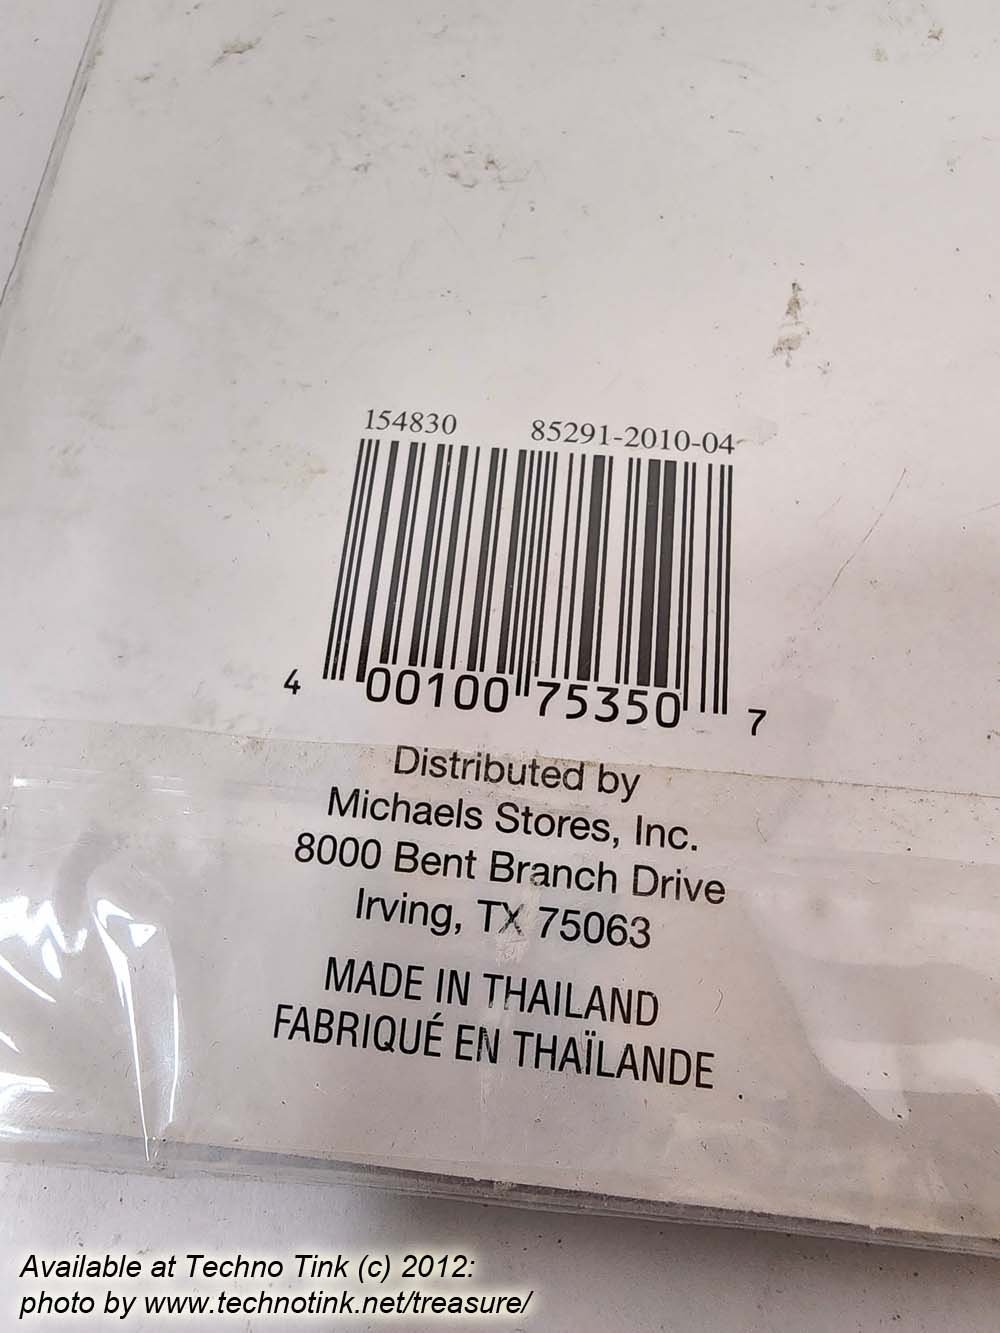 154830 85291-2010-04
4 00100 75350 7
Distributed by
Michaels Stores, Inc.
8000 Bent Branch Drive
Irving, TX 75063
MADE IN THAILAND
FABRIQUÉ EN THAÏLANDE
Available at Techno Tink (c) 2012:
photo by www.technotink.net/treasure/